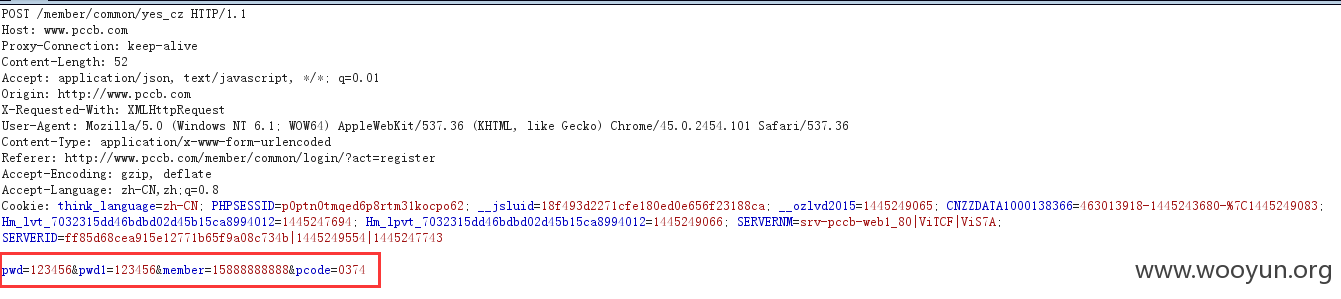 POST /member/common/yes_cz HTTP/1.1
Host: www.pccb.com
Proxy-Connection: keep-alive
Content-Length: 52
Accept: application/json, text/javascript, */*; q=0.01
Origin: http://www.pccb.com
X-Requested-With: XMLHttpRequest
User-Agent: Mozilla/5.0 (Windows NT 6.1; WOW64) AppleWebKit/537.36 (KHTML, like Gecko) Chrome/45.0.2454.101 Safari/537.36
Content-Type: application/x-www-form-urlencoded
Referer: http://www.pccb.com/member/common/login/?act=register
Accept-Encoding: gzip, deflate
Accept-Language: zh-CN,zh;q=0.8
Cookie: think_language=zh-CN; PHPSESSID=p0ptn0tmqed6p8rtm31kocpo62; __jsluid=18f493d2271cfe180ed0e656f23188ca; __ozlvd2015=1445249065; CNZZDATA1000138366=463013918-1445243680-%7C1445249083;
Hm_lvt_7032315dd46bdbd02d45b15ca8994012=1445247694; Hm_lpvt_7032315dd46bdbd02d45b15ca8994012=1445249066; SERVERNM=srv-pccb-web1_80|ViTCF|ViS7A;
SERVERID=ff85d68cea915e12771b65f9a08c734b|1445249554|1445247743
pwd=123456&pwd1=123456&member=15888888888&pcode=0374
www.wooyun.org